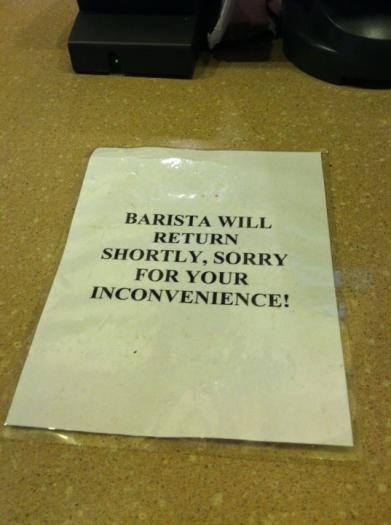 BARISTA WILL
RETURN
SHORTLY, SORRY
FOR YOUR
INCONVENIENCE!